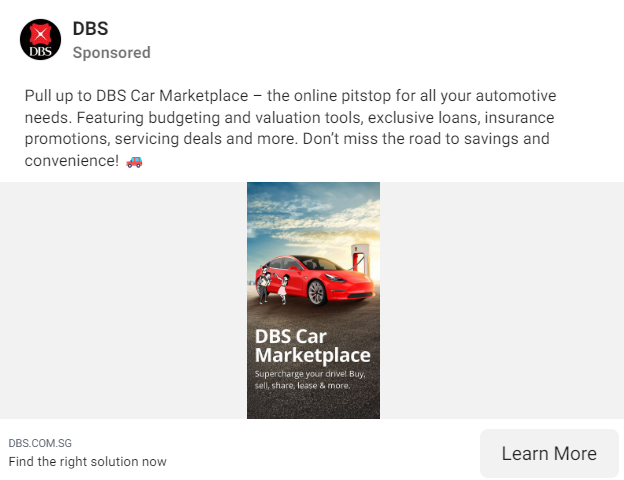 DBS
DBS
Sponsored
Pull up to DBS Car Marketplace – the online pitstop for all your automotive
needs. Featuring budgeting and valuation tools, exclusive loans, insurance
promotions, servicing deals and more. Don’t miss the road to savings and
convenience! 🚗
DBS Car
Marketplace
Supercharge your drive! Buy,
sell, share, lease & more.
DBS.COM.SG
Find the right solution now
Learn More